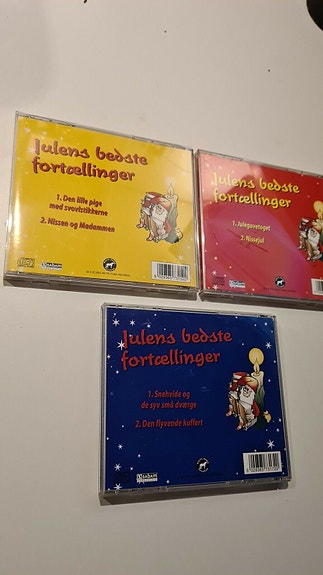 Julens bedste
fortællinger
1. Den lille pige
med svovlstikkerne
2. Nissen og Madammen
Julens bedste
fortællinger
1. Julegavetoget
2. Nissejul
Julens bedste
fortællinger
1. Snehvide og
de syv små dværge
2. Den flyvende kuffert